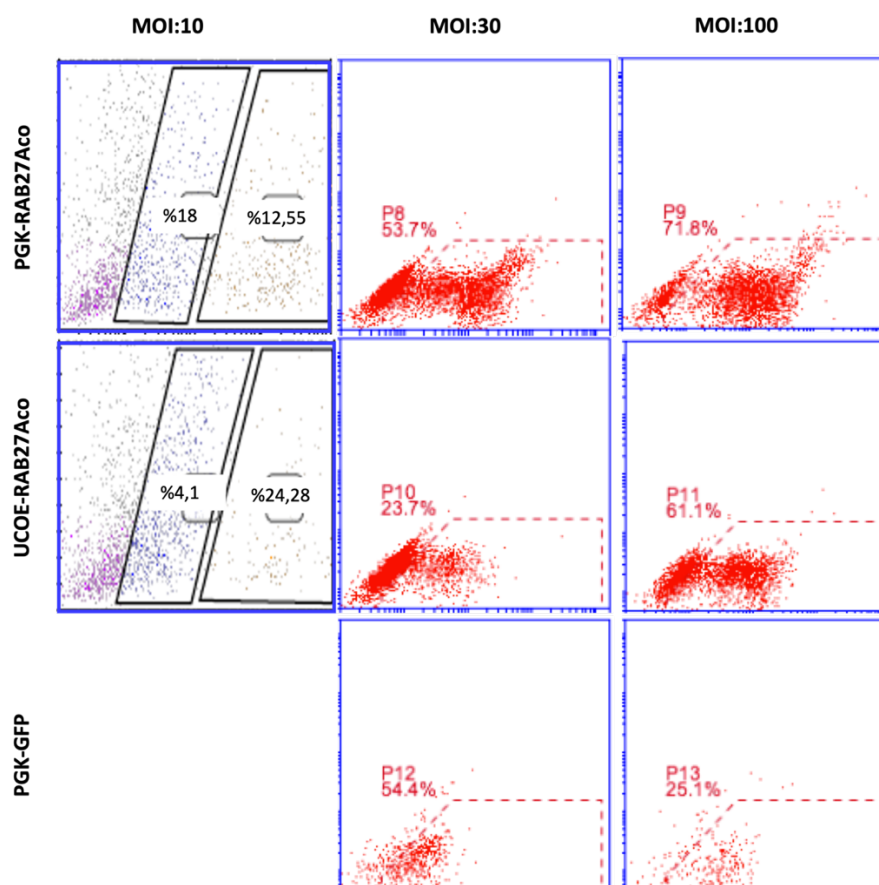 MOI:10
MOI:30
MOI:100
PGK-RAB27Aco
%18
%12,55
P8
53.7%
P9
71.8%
UCOE-RAB27Aco
%4,1
%24,28
P10
23.7%
P11
61.1%
PGK-GFP
P12
54.4%
P13
25.1%